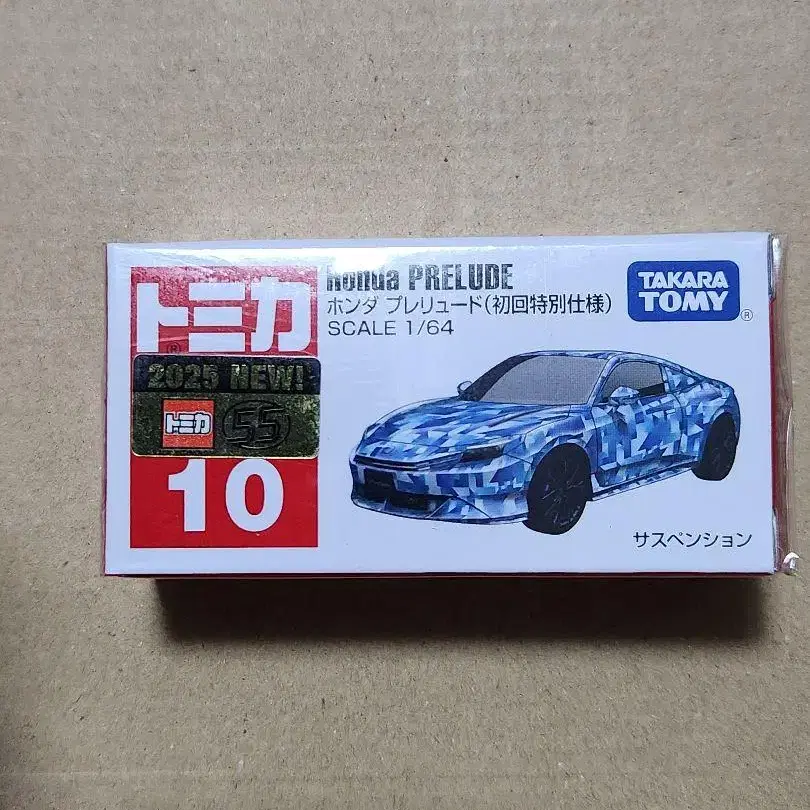 トミカ
®
2025 NEW!
トミカ 55
10
Honda PRELUDE
ホンダ プレリュード(初回特別仕様)
SCALE 1/64
TAKARA
TOMY
®
サスペンション